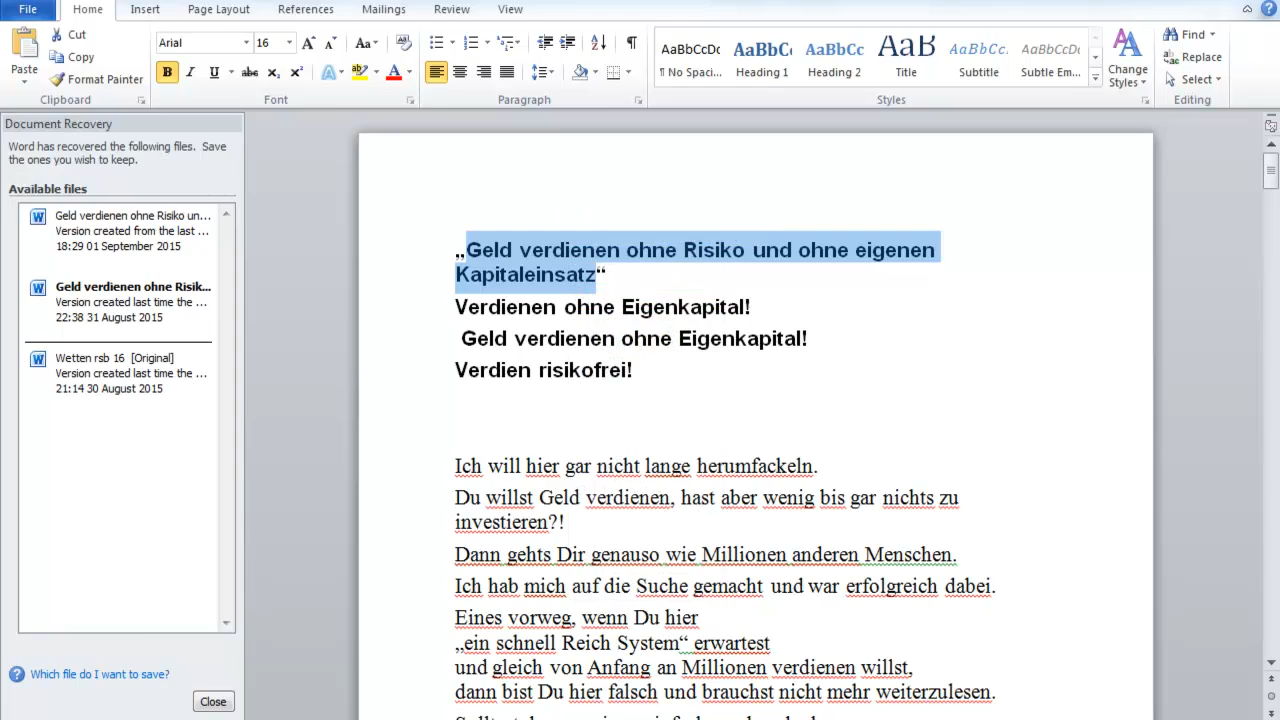 File Home Insert Page Layout References Mailings Review View
Paste
Cut
Copy
Format Painter
Clipboard
Arial 16
B I U abc x₂ x² A ab A
Aa
Font
Paragraph
AaBbCcDc AaBbC( AaBbCc AaB AaBbCc. AaBbCcDc
¶ No Spaci... Heading 1 Heading 2 Title Subtitle Subtle Em...
Change
Styles
Styles
Find
Replace
Select
Editing
Document Recovery
Word has recovered the following files. Save
the ones you wish to keep.
Available files
Geld verdienen ohne Risiko un...
Version created from the last ...
18:29 01 September 2015
Geld verdienen ohne Risik...
Version created last time the ...
22:38 31 August 2015
Wetten rsb 16 [Original]
Version created last time the ...
21:14 30 August 2015
Which file do I want to save?
Close
„Geld verdienen ohne Risiko und ohne eigenen
Kapitaleinsatz“
Verdienen ohne Eigenkapital!
Geld verdienen ohne Eigenkapital!
Verdien risikofrei!
Ich will hier gar nicht lange herumfackeln.
Du willst Geld verdienen, hast aber wenig bis gar nichts zu
investieren?!
Dann gehts Dir genauso wie Millionen anderen Menschen.
Ich hab mich auf die Suche gemacht und war erfolgreich dabei.
Eines vorweg, wenn Du hier
„ein schnell Reich System“ erwartest
und gleich von Anfang an Millionen verdienen willst,
dann bist Du hier falsch und brauchst nicht mehr weiterzulesen.